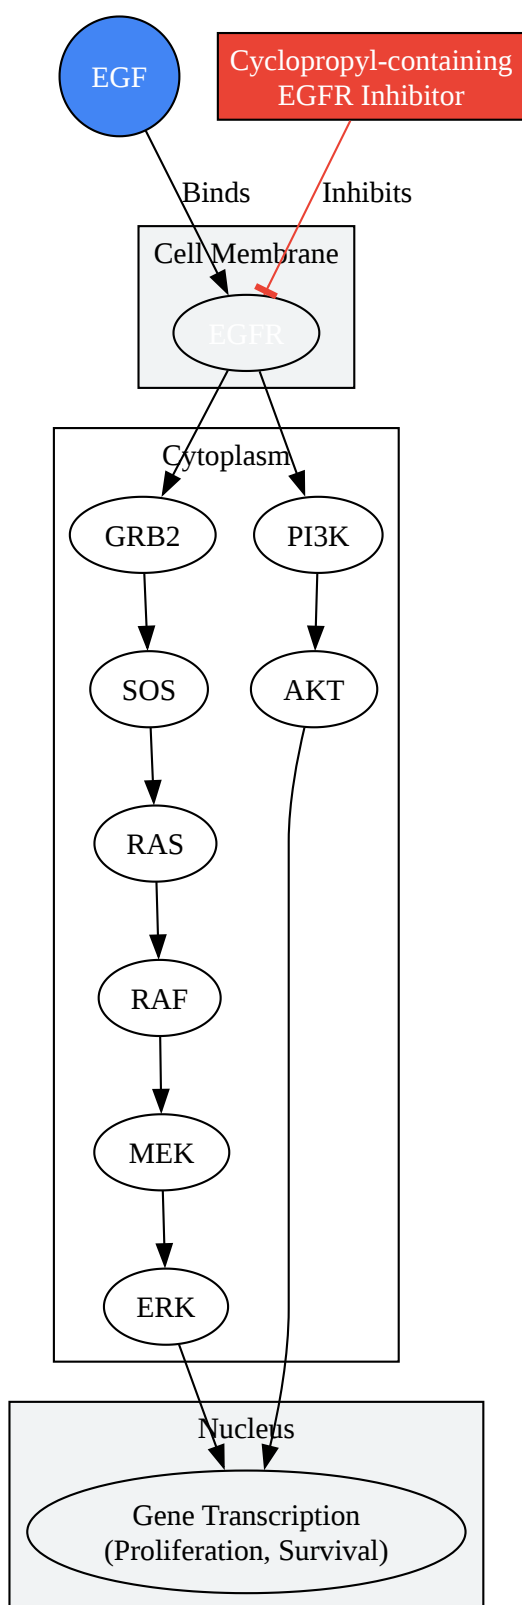 EGF
Cyclopropyl-containing
EGFR Inhibitor
Binds
Inhibits
Cell Membrane
EGFR
Cytoplasm
GRB2
PI3K
SOS
AKT
RAS
RAF
MEK
ERK
Nucleus
Gene Transcription
(Proliferation, Survival)